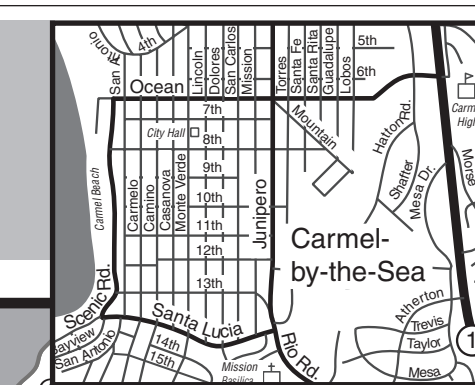 4th
San Antonio
Lincoln
Dolores
San Carlos
Mission
Torres
Santa Fe
Santa Rita
Guadalupe
Lobos
5th
6th
Ocean
7th
City Hall
8th
Mountain
Hatton Rd.
Carm
High
9th
Carmel Beach
Carmelo
Camino
Casanova
Monte Verde
10th
Junipero
Shafter
Mesa Dr.
Morse
11th
Carmel-
by-the-Sea
12th
13th
Scenic Rd.
Santa Lucia
Atherton
Bayview
San Antonio
14th
15th
Rio Rd.
Trevis
Taylor
Mesa
1
Mission
Basilica